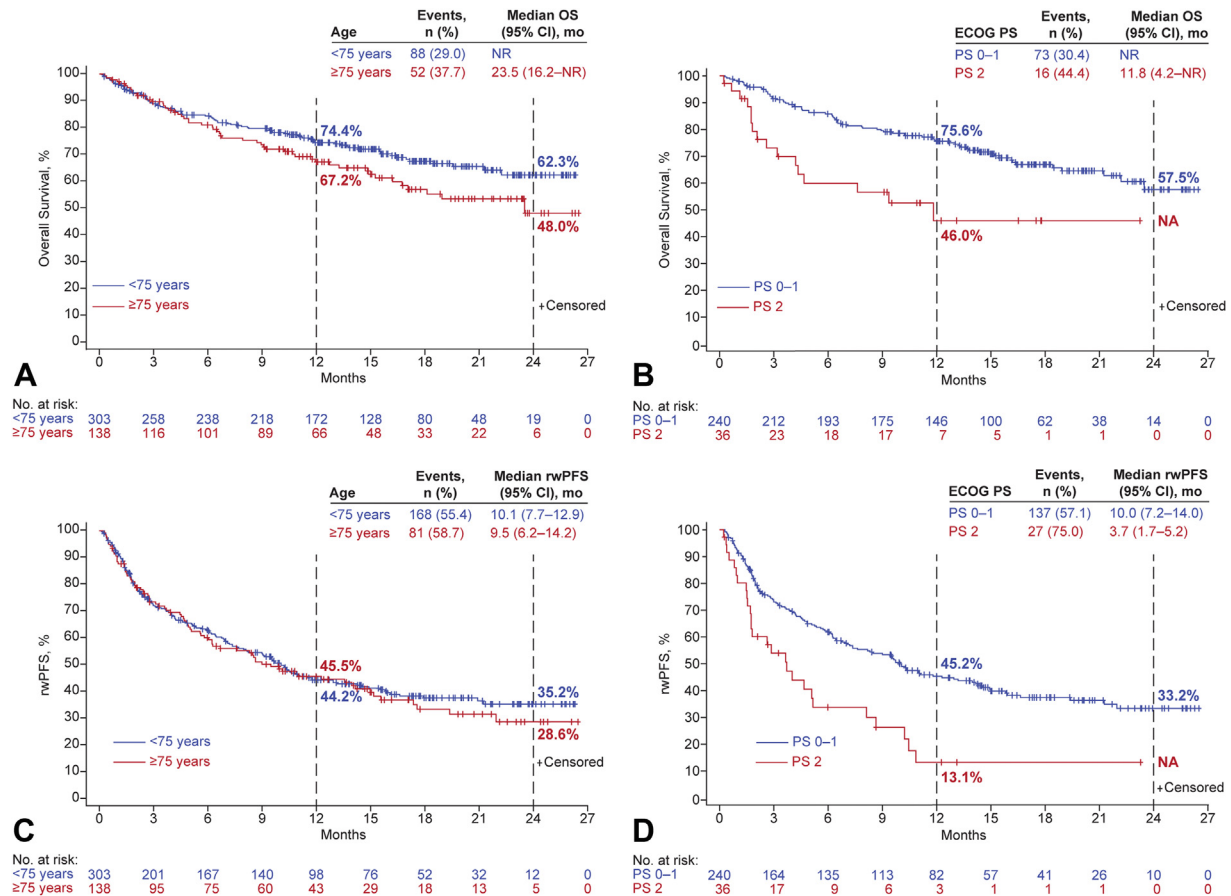 Age Events, n (%) Median OS (95% CI), mo
<75 years 88 (29.0) NR
≥75 years 52 (37.7) 23.5 (16.2–NR)
Overall Survival, %
100
90
80
70
60
50
40
30
20
10
0
74.4%
67.2%
62.3%
48.0%
<75 years
≥75 years
+Censored
0 3 6 9 12 15 18 21 24 27
Months
A
No. at risk:
<75 years 303 258 238 218 172 128 80 48 19 0
≥75 years 138 116 101 89 66 48 33 22 6 0
ECOG PS Events, n (%) Median OS (95% CI), mo
PS 0–1 73 (30.4) NR
PS 2 16 (44.4) 11.8 (4.2–NR)
Overall Survival, %
100
90
80
70
60
50
40
30
20
10
0
75.6%
46.0%
57.5%
NA
PS 0–1
PS 2
+Censored
0 3 6 9 12 15 18 21 24 27
Months
B
No. at risk:
PS 0–1 240 212 193 175 146 100 62 38 14 0
PS 2 36 23 18 17 7 5 1 1 0 0
Age Events, n (%) Median rwPFS (95% CI), mo
<75 years 168 (55.4) 10.1 (7.7–12.9)
≥75 years 81 (58.7) 9.5 (6.2–14.2)
rwPFS, %
100
90
80
70
60
50
40
30
20
10
0
45.5%
44.2%
35.2%
28.6%
<75 years
≥75 years
+Censored
0 3 6 9 12 15 18 21 24 27
Months
C
No. at risk:
<75 years 303 201 167 140 98 76 52 32 12 0
≥75 years 138 95 75 60 43 29 18 13 5 0
ECOG PS Events, n (%) Median rwPFS (95% CI), mo
PS 0–1 137 (57.1) 10.0 (7.2–14.0)
PS 2 27 (75.0) 3.7 (1.7–5.2)
rwPFS, %
100
90
80
70
60
50
40
30
20
10
0
45.2%
13.1%
33.2%
NA
PS 0–1
PS 2
+Censored
0 3 6 9 12 15 18 21 24 27
Months
D
No. at risk:
PS 0–1 240 164 135 113 82 57 41 26 10 0
PS 2 36 17 9 6 3 1 1 1 0 0